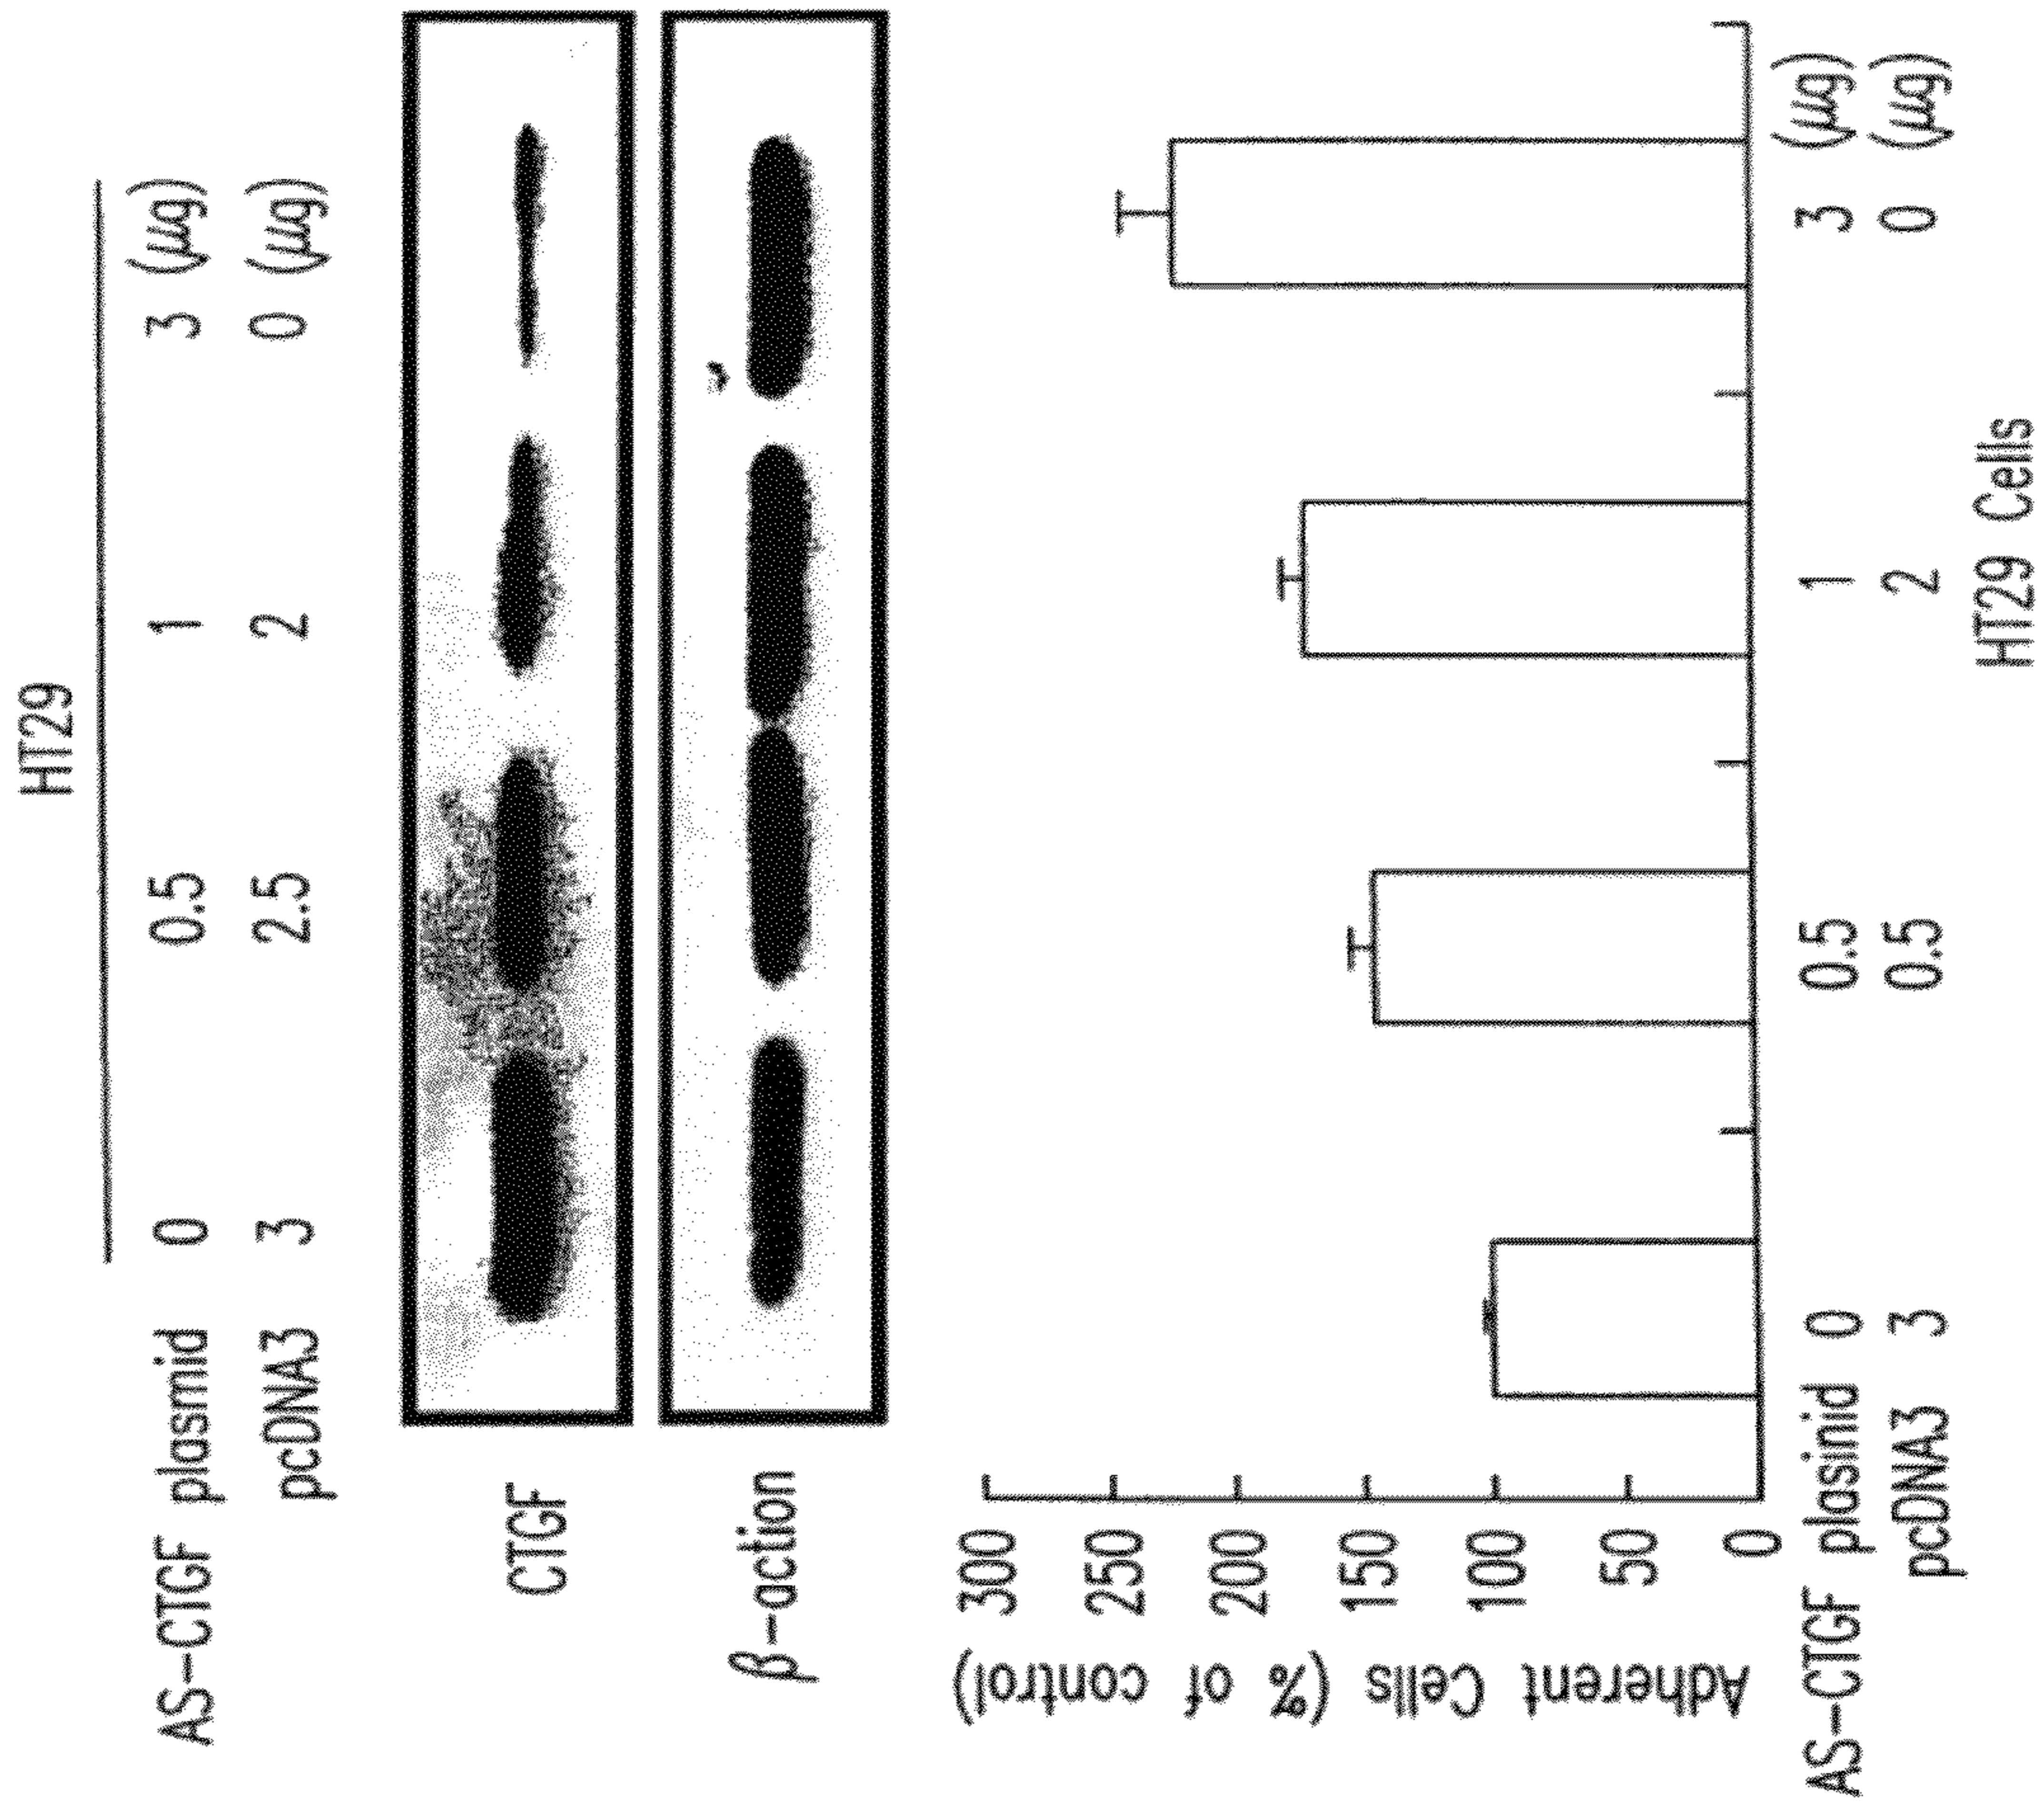 HT29
AS-CTGF plasmid 0 0.5 1 3 (μg)
pcDNA3 3 2.5 2 0 (μg)
CTGF
β-action
Adherent Cells (% of control)
300
250
200
150
100
50
0
AS-CTGF plasinid 0 0.5 1 3 (μg)
pcDNA3 3 0.5 2 0 (μg)
HT29 Cells